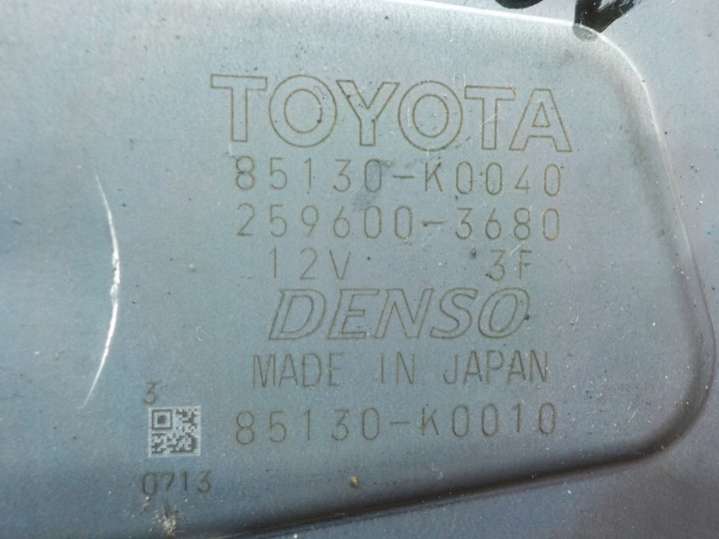 TOYOTA
85130-K0040
259600-3680
12V 3F
DENSO
MADE IN JAPAN
3
85130-K0010
0713